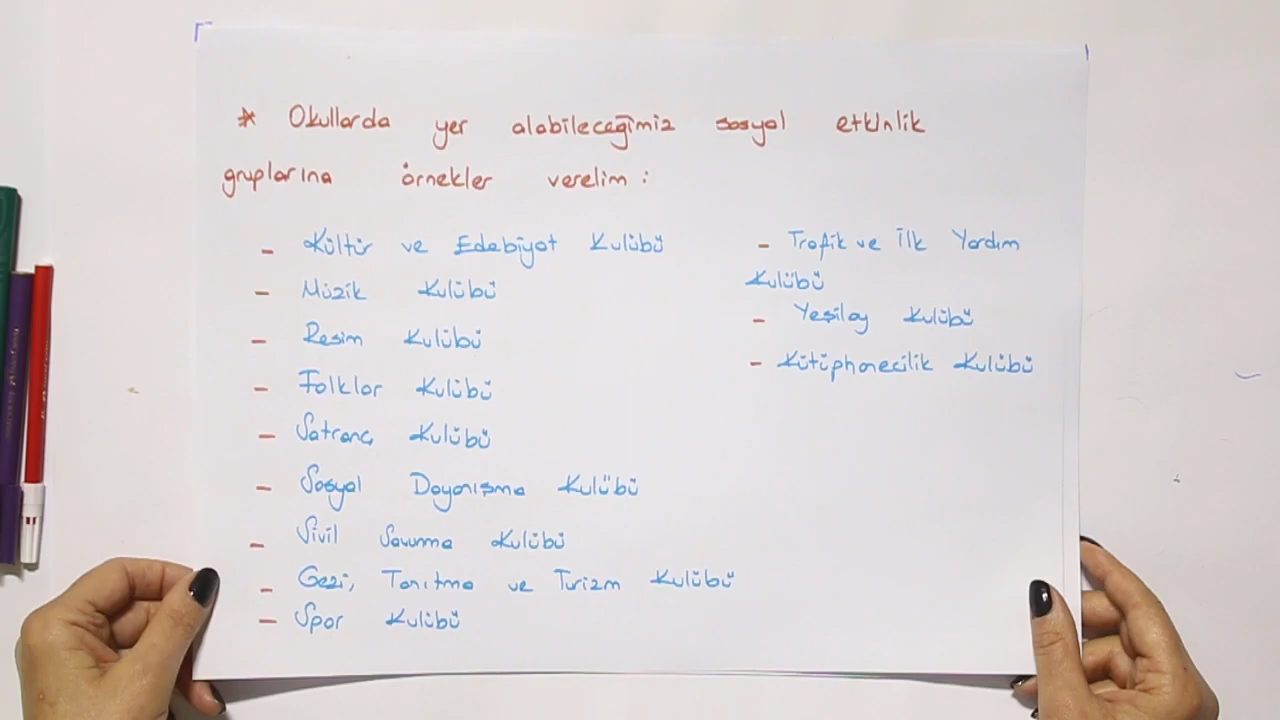 * Okullarda yer alabileceğimiz sosyal etkinlik
gruplarına örnekler verelim :
- Kültür ve Edebiyat Kulübü
- Müzik Kulübü
- Resim Kulübü
- Folklor Kulübü
- Satranç Kulübü
- Sosyal Dayanışma Kulübü
- Sivil Savunma Kulübü
- Gezi, Tanıtma ve Turizm Kulübü
- Spor Kulübü
- Trafik ve İlk Yardım
Kulübü
- Yeşilay Kulübü
- Kütüphanecilik Kulübü